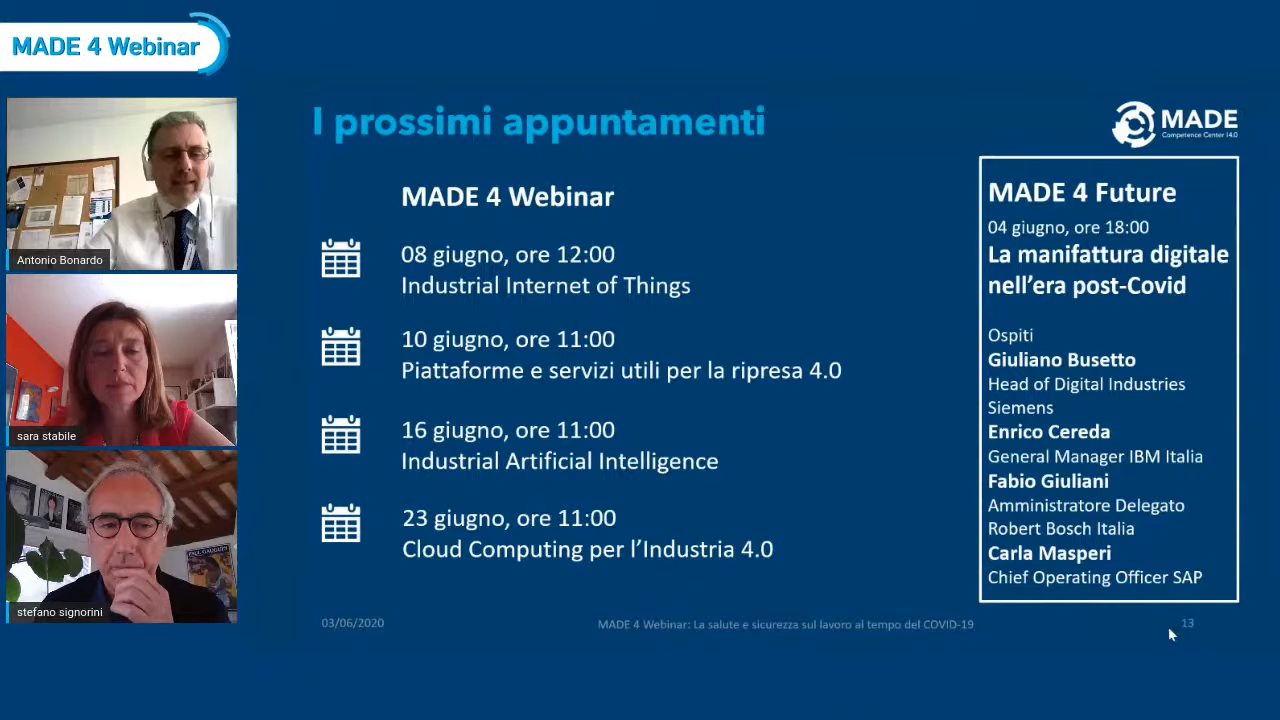 MADE 4 Webinar
Antonio Bonardo
sara stabile
stefano signorini
I prossimi appuntamenti
MADE
Competence Center I4.0
MADE 4 Webinar
08 giugno, ore 12:00
Industrial Internet of Things
10 giugno, ore 11:00
Piattaforme e servizi utili per la ripresa 4.0
16 giugno, ore 11:00
Industrial Artificial Intelligence
23 giugno, ore 11:00
Cloud Computing per l’Industria 4.0
MADE 4 Future
04 giugno, ore 18:00
La manifattura digitale
nell’era post-Covid
Ospiti
Giuliano Busetto
Head of Digital Industries
Siemens
Enrico Cereda
General Manager IBM Italia
Fabio Giuliani
Amministratore Delegato
Robert Bosch Italia
Carla Masperi
Chief Operating Officer SAP
03/06/2020
MADE 4 Webinar: La salute e sicurezza sul lavoro al tempo del COVID-19
13